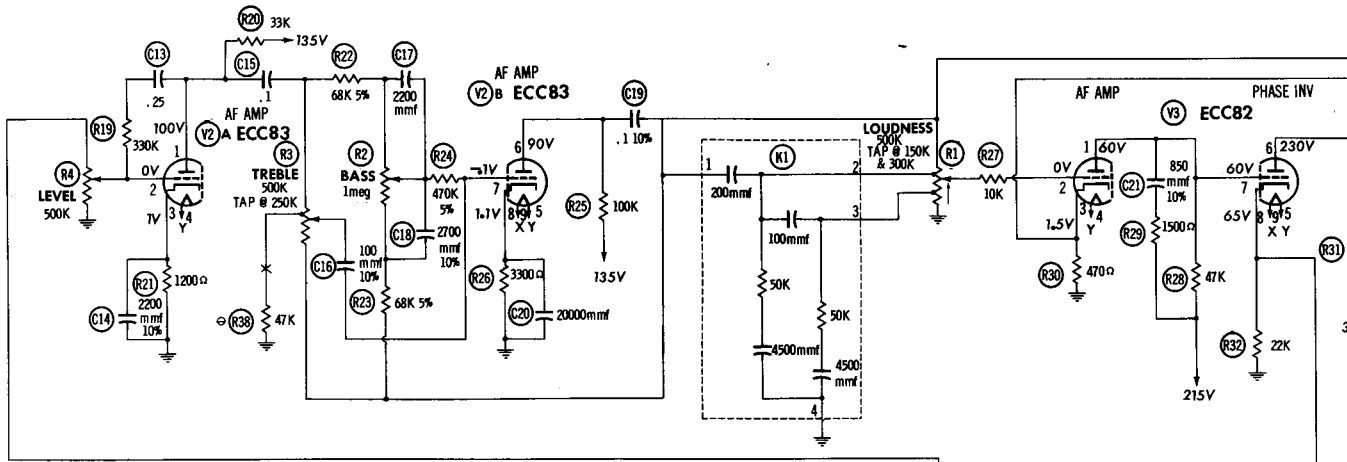 R20
33K
135V
C13
.25
C15
.1
R22
68K 5%
C17
2200
mmf
AF AMP
V2 B ECC83
C19
.1 10%
AF AMP
V2 A ECC83
100V
1
R19
330K
R4
LEVEL
500K
0V
2
3 4
Y
1V
R3
TREBLE
500K
TAP @ 250K
R2
BASS
1meg
R24
470K
5%
6
90V
-.1V
7
1.1V
8 9 5
X Y
R25
100K
135V
C14
R21
2200
mmf
10%
1200Ω
C16
100
mmf
10%
C18
2700
mmf
10%
R23
68K 5%
R26
3300Ω
C20
20000mmf
R38
47K
K1
1
200mmf
2
100mmf
3
50K
50K
4500mmf
4500
mmf
4
LOUDNESS
500K
TAP @ 150K
& 300K
R1
R27
10K
AF AMP
V3 ECC82
PHASE INV
1
60V
0V
2
3 4
Y
1.5V
R30
470Ω
C21
850
mmf
10%
R29
1500Ω
R28
47K
215V
6
230V
60V
7
65V
8 9 5
X Y
R32
22K
R31
3